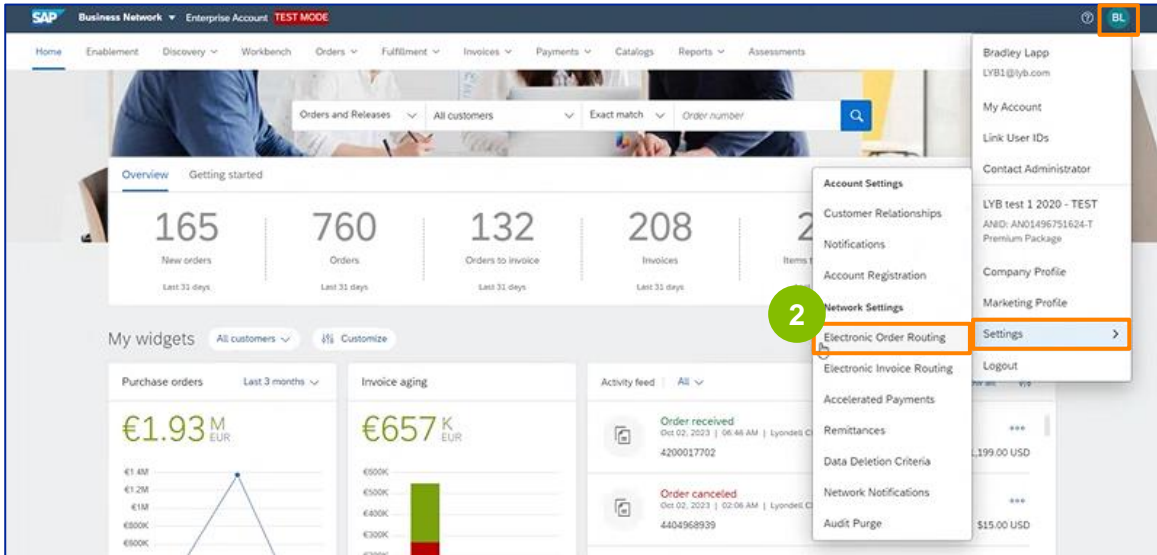 SAP Business Network Enterprise Account TEST MODE BL
Home Enablement Discovery Workbench Orders Fulfillment Invoices Payments Catalogs Reports Assessments
Orders and Releases All customers Exact match Order number
Overview Getting started
165
New orders
Last 31 days
760
Orders
Last 31 days
132
Orders to invoice
Last 31 days
208
Invoices
Last 31 days
2
Items
My widgets All customers Customize
Purchase orders Last 3 months
€1.93 M
EUR
€1.4M
€1.2M
€1M
€800K
€600K
Invoice aging
€657 K
EUR
€600K
€500K
€400K
€300K
Activity feed All
Order received
Oct 02, 2023 | 06:46 AM | Lyondell
4200017702
,199.00 USD
Order canceled
Oct 02, 2023 | 02:06 AM | Lyondell
4404968939
$15.00 USD
2
Account Settings
Customer Relationships
Notifications
Account Registration
Network Settings
Electronic Order Routing
Electronic Invoice Routing
Accelerated Payments
Remittances
Data Deletion Criteria
Network Notifications
Audit Purge
Bradley Lapp
LYB1@lyb.com
My Account
Link User IDs
Contact Administrator
LYB test 1 2020 - TEST
ANID: AN01496751624-T
Premium Package
Company Profile
Marketing Profile
Settings
Logout